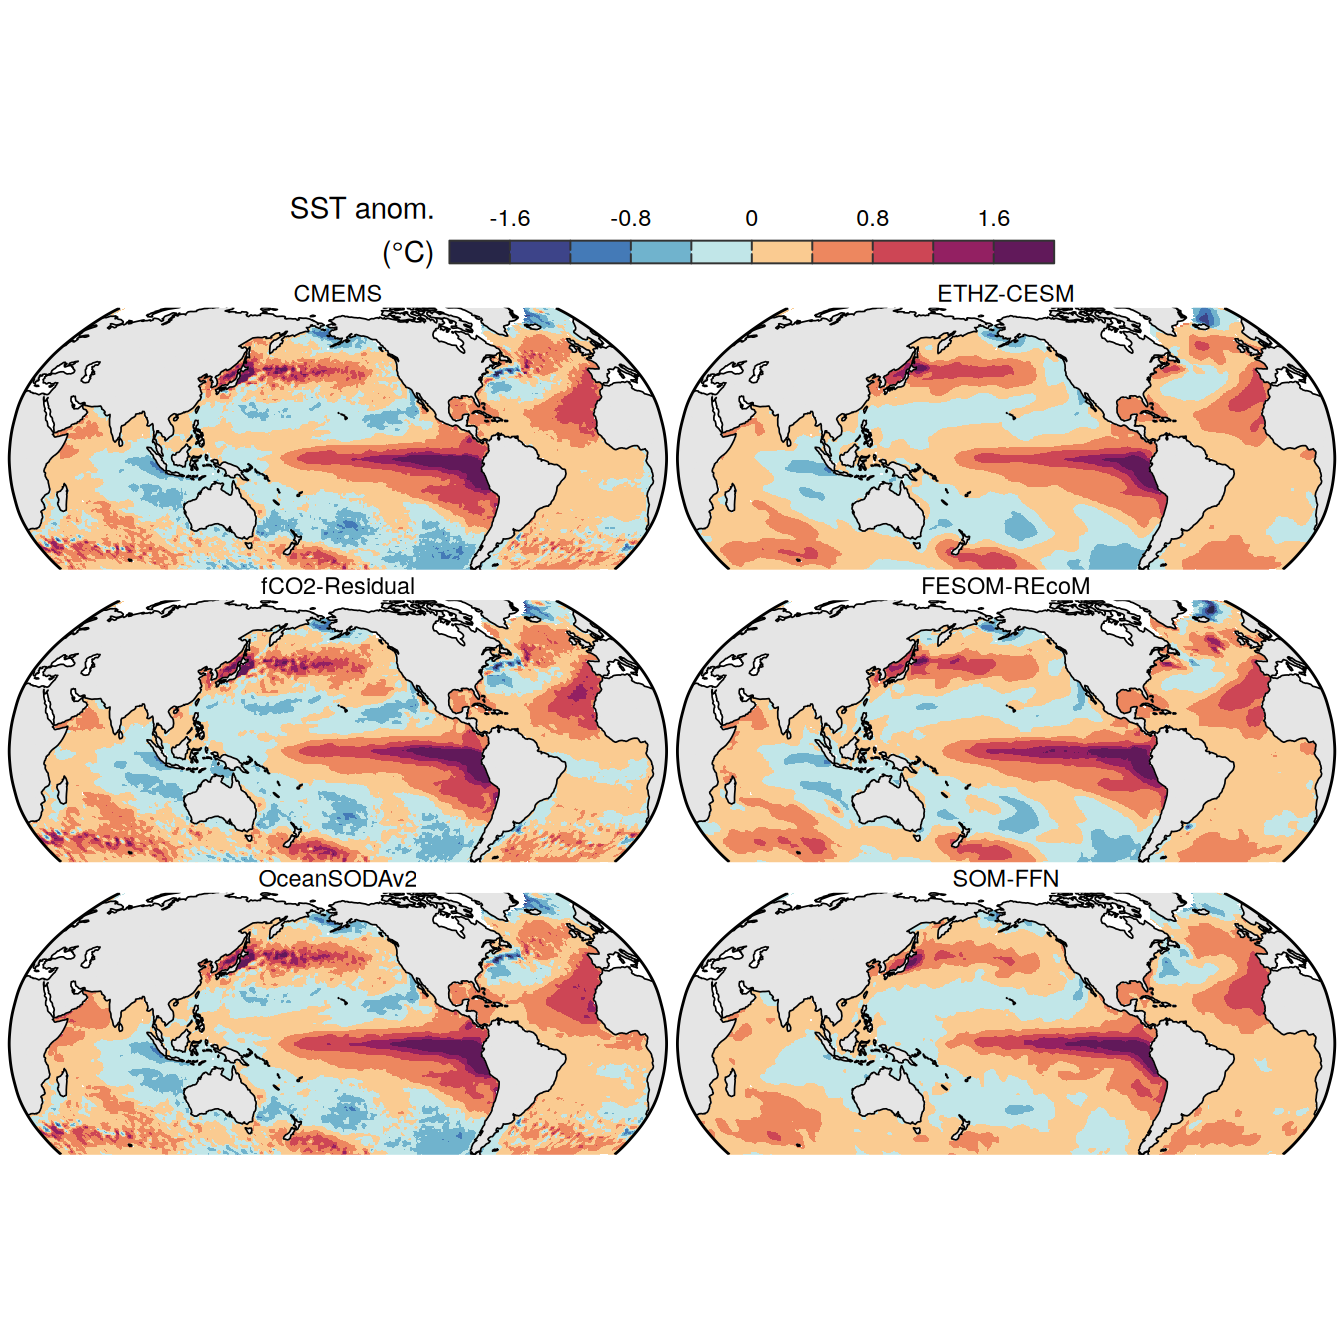 SST anom.
(°C)
-1.6 -0.8 0 0.8 1.6
CMEMS
ETHZ-CESM
fCO2-Residual
FESOM-REcoM
OceanSODAv2
SOM-FFN